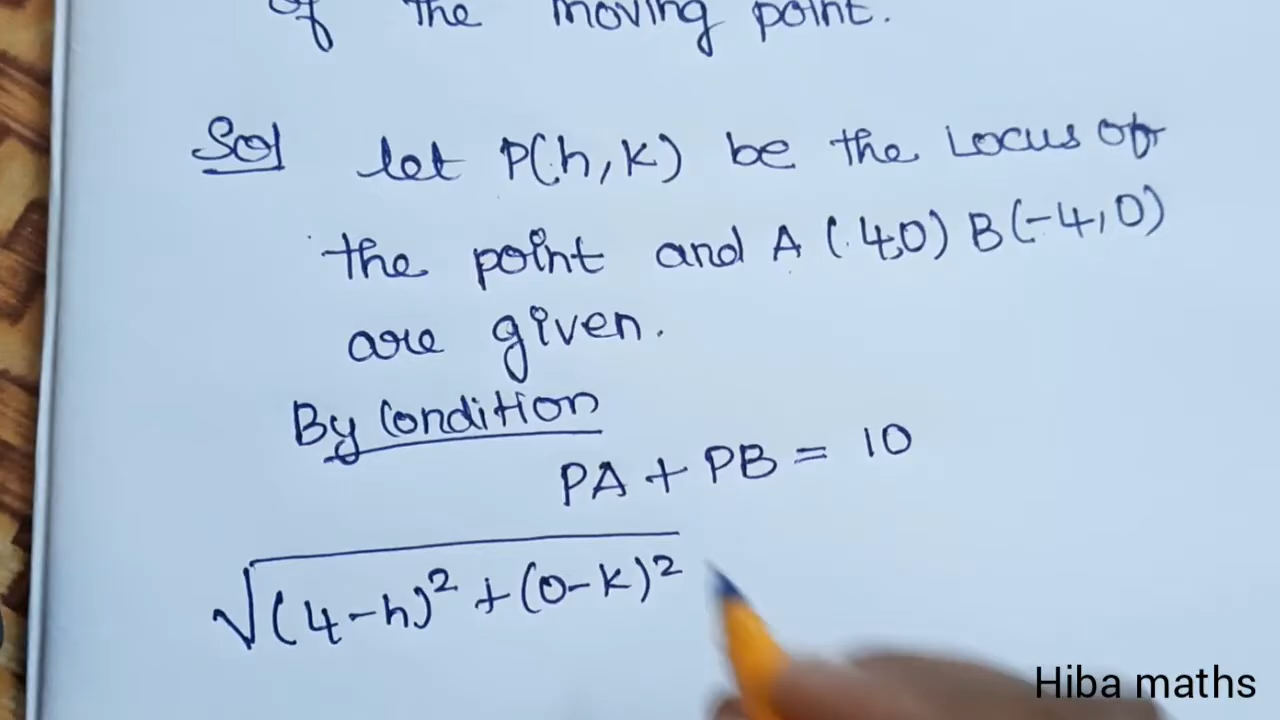 of the moving point.
Sol let P(h,k) be the Locus of
the point and A (4,0) B(-4,0)
are given.
By Condition
PA + PB = 10
√(4-h)² + (0-k)²
Hiba maths